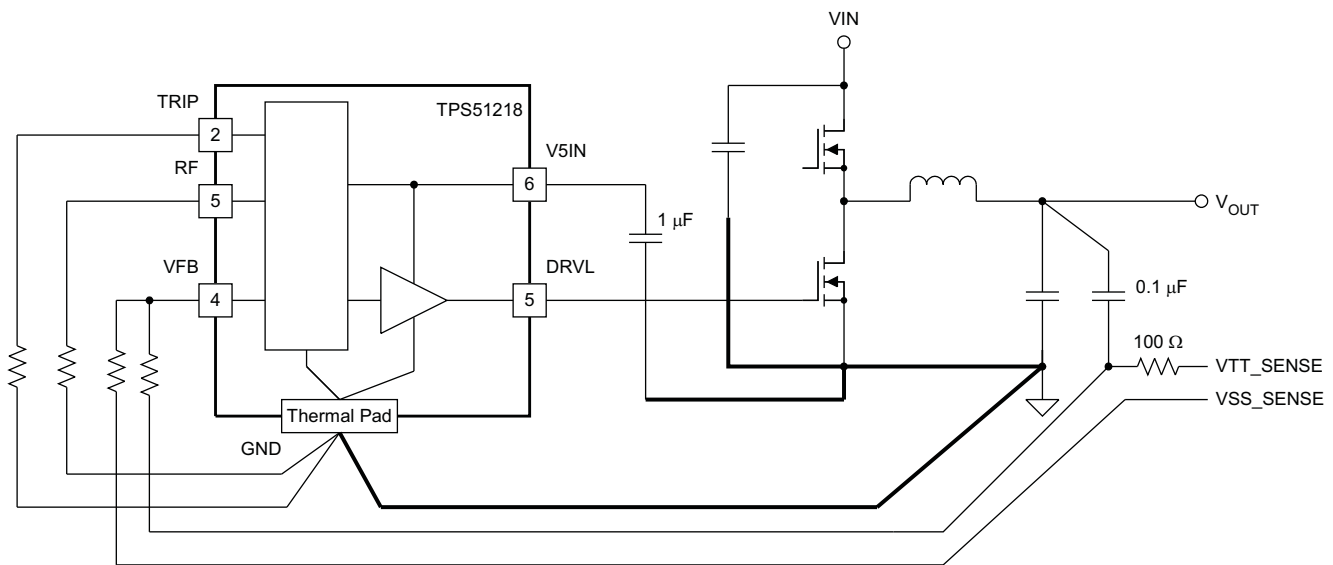 VIN
TRIP
TPS51218
2
V5IN
RF
6
5
1 μF
V_OUT
VFB
DRVL
4
5
0.1 μF
100 Ω
VTT_SENSE
Thermal Pad
VSS_SENSE
GND